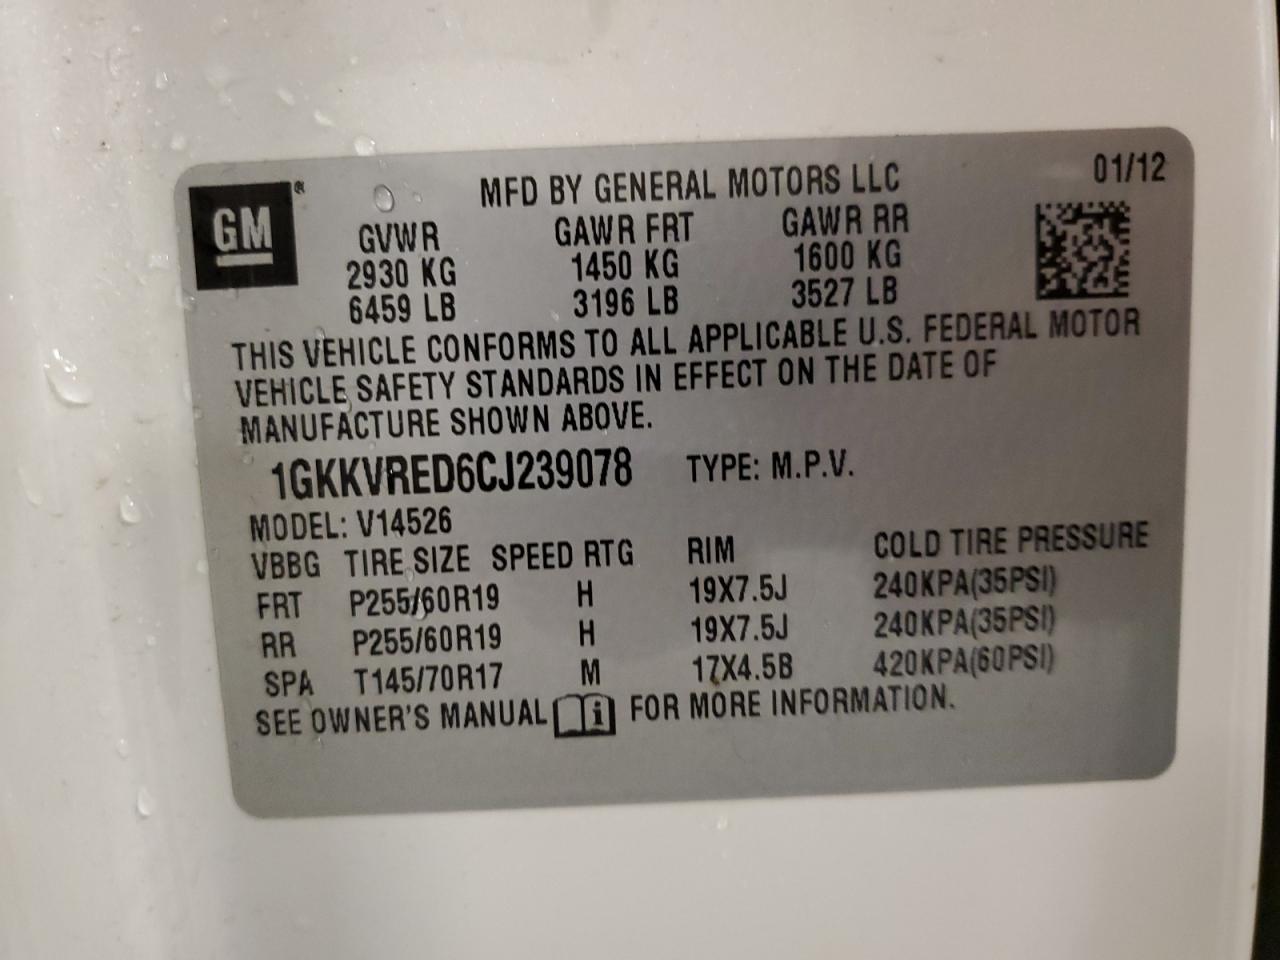 GM ®
MFD BY GENERAL MOTORS LLC 01/12
GVWR GAWR FRT GAWR RR
2930 KG 1450 KG 1600 KG
6459 LB 3196 LB 3527 LB
THIS VEHICLE CONFORMS TO ALL APPLICABLE U.S. FEDERAL MOTOR
VEHICLE SAFETY STANDARDS IN EFFECT ON THE DATE OF
MANUFACTURE SHOWN ABOVE.
1GKKVRED6CJ239078 TYPE: M.P.V.
MODEL: V14526
VBBG TIRE SIZE SPEED RTG RIM COLD TIRE PRESSURE
FRT P255/60R19 H 19X7.5J 240KPA(35PSI)
RR P255/60R19 H 19X7.5J 240KPA(35PSI)
SPA T145/70R17 M 17X4.5B 420KPA(60PSI)
SEE OWNER'S MANUAL i FOR MORE INFORMATION.